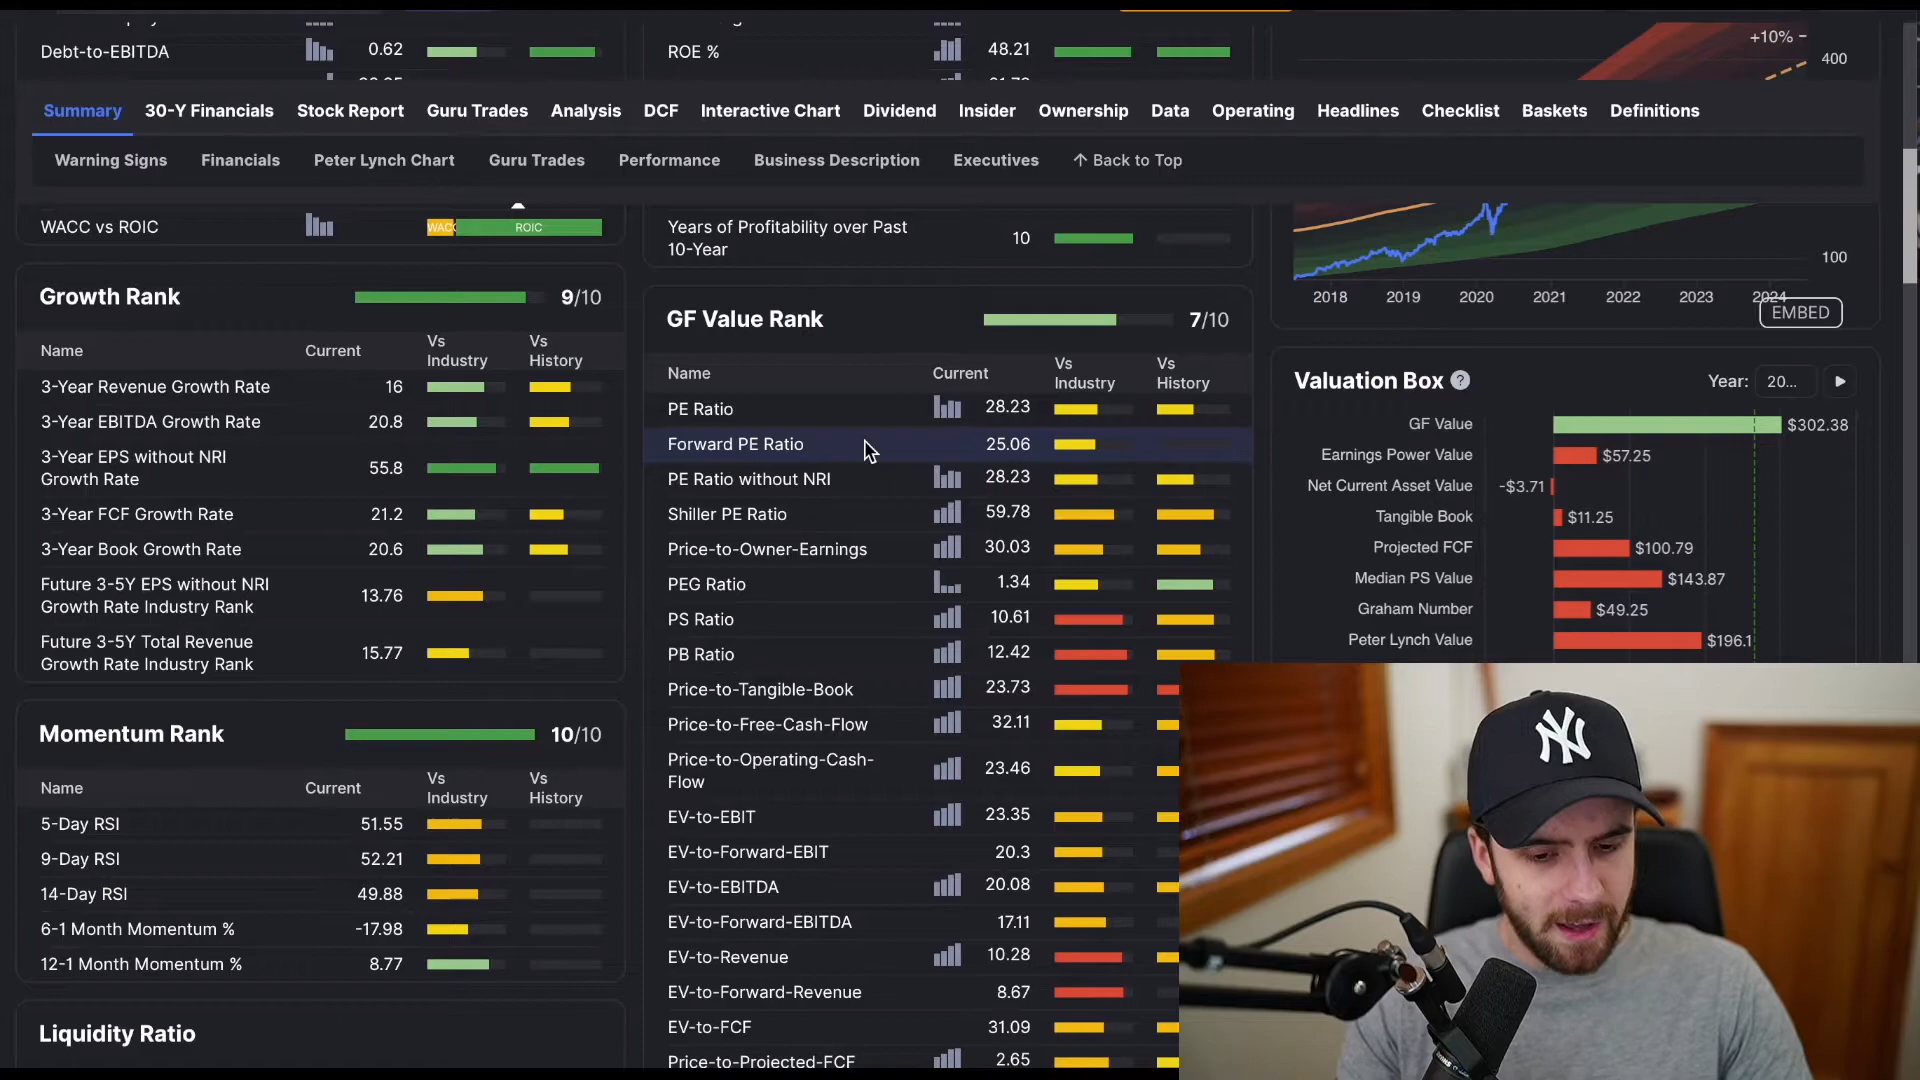 Debt-to-EBITDA 0.62
ROE % 48.21
+10%
400
Summary 30-Y Financials Stock Report Guru Trades Analysis DCF Interactive Chart Dividend Insider Ownership Data Operating Headlines Checklist Baskets Definitions
Warning Signs Financials Peter Lynch Chart Guru Trades Performance Business Description Executives ↑ Back to Top
WACC vs ROIC ROIC
Years of Profitability over Past
10-Year 10
100
2018 2019 2020 2021 2022 2023 2024
EMBED
Growth Rank 9/10
Name Current Vs Industry Vs History
3-Year Revenue Growth Rate 16
3-Year EBITDA Growth Rate 20.8
3-Year EPS without NRI
Growth Rate 55.8
3-Year FCF Growth Rate 21.2
3-Year Book Growth Rate 20.6
Future 3-5Y EPS without NRI
Growth Rate Industry Rank 13.76
Future 3-5Y Total Revenue
Growth Rate Industry Rank 15.77
Momentum Rank 10/10
Name Current Vs Industry Vs History
5-Day RSI 51.55
9-Day RSI 52.21
14-Day RSI 49.88
6-1 Month Momentum % -17.98
12-1 Month Momentum % 8.77
Liquidity Ratio
GF Value Rank 7/10
Name Current Vs Industry Vs History
PE Ratio 28.23
Forward PE Ratio 25.06
PE Ratio without NRI 28.23
Shiller PE Ratio 59.78
Price-to-Owner-Earnings 30.03
PEG Ratio 1.34
PS Ratio 10.61
PB Ratio 12.42
Price-to-Tangible-Book 23.73
Price-to-Free-Cash-Flow 32.11
Price-to-Operating-Cash-
Flow 23.46
EV-to-EBIT 23.35
EV-to-Forward-EBIT 20.3
EV-to-EBITDA 20.08
EV-to-Forward-EBITDA 17.11
EV-to-Revenue 10.28
EV-to-Forward-Revenue 8.67
EV-to-FCF 31.09
Price-to-Projected-FCF 2.65
Valuation Box ? Year: 20...
GF Value $302.38
Earnings Power Value $57.25
Net Current Asset Value -$3.71
Tangible Book $11.25
Projected FCF $100.79
Median PS Value $143.87
Graham Number $49.25
Peter Lynch Value $196.1
NY